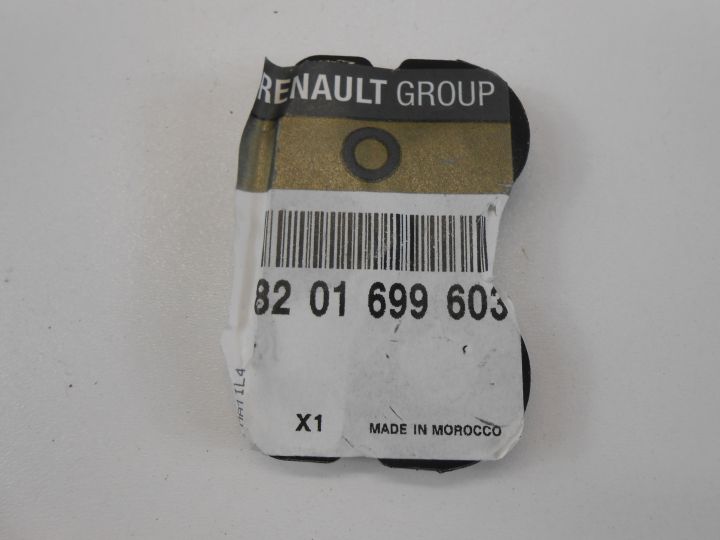 RENAULT GROUP
82 01 699 603
X1 MADE IN MOROCCO